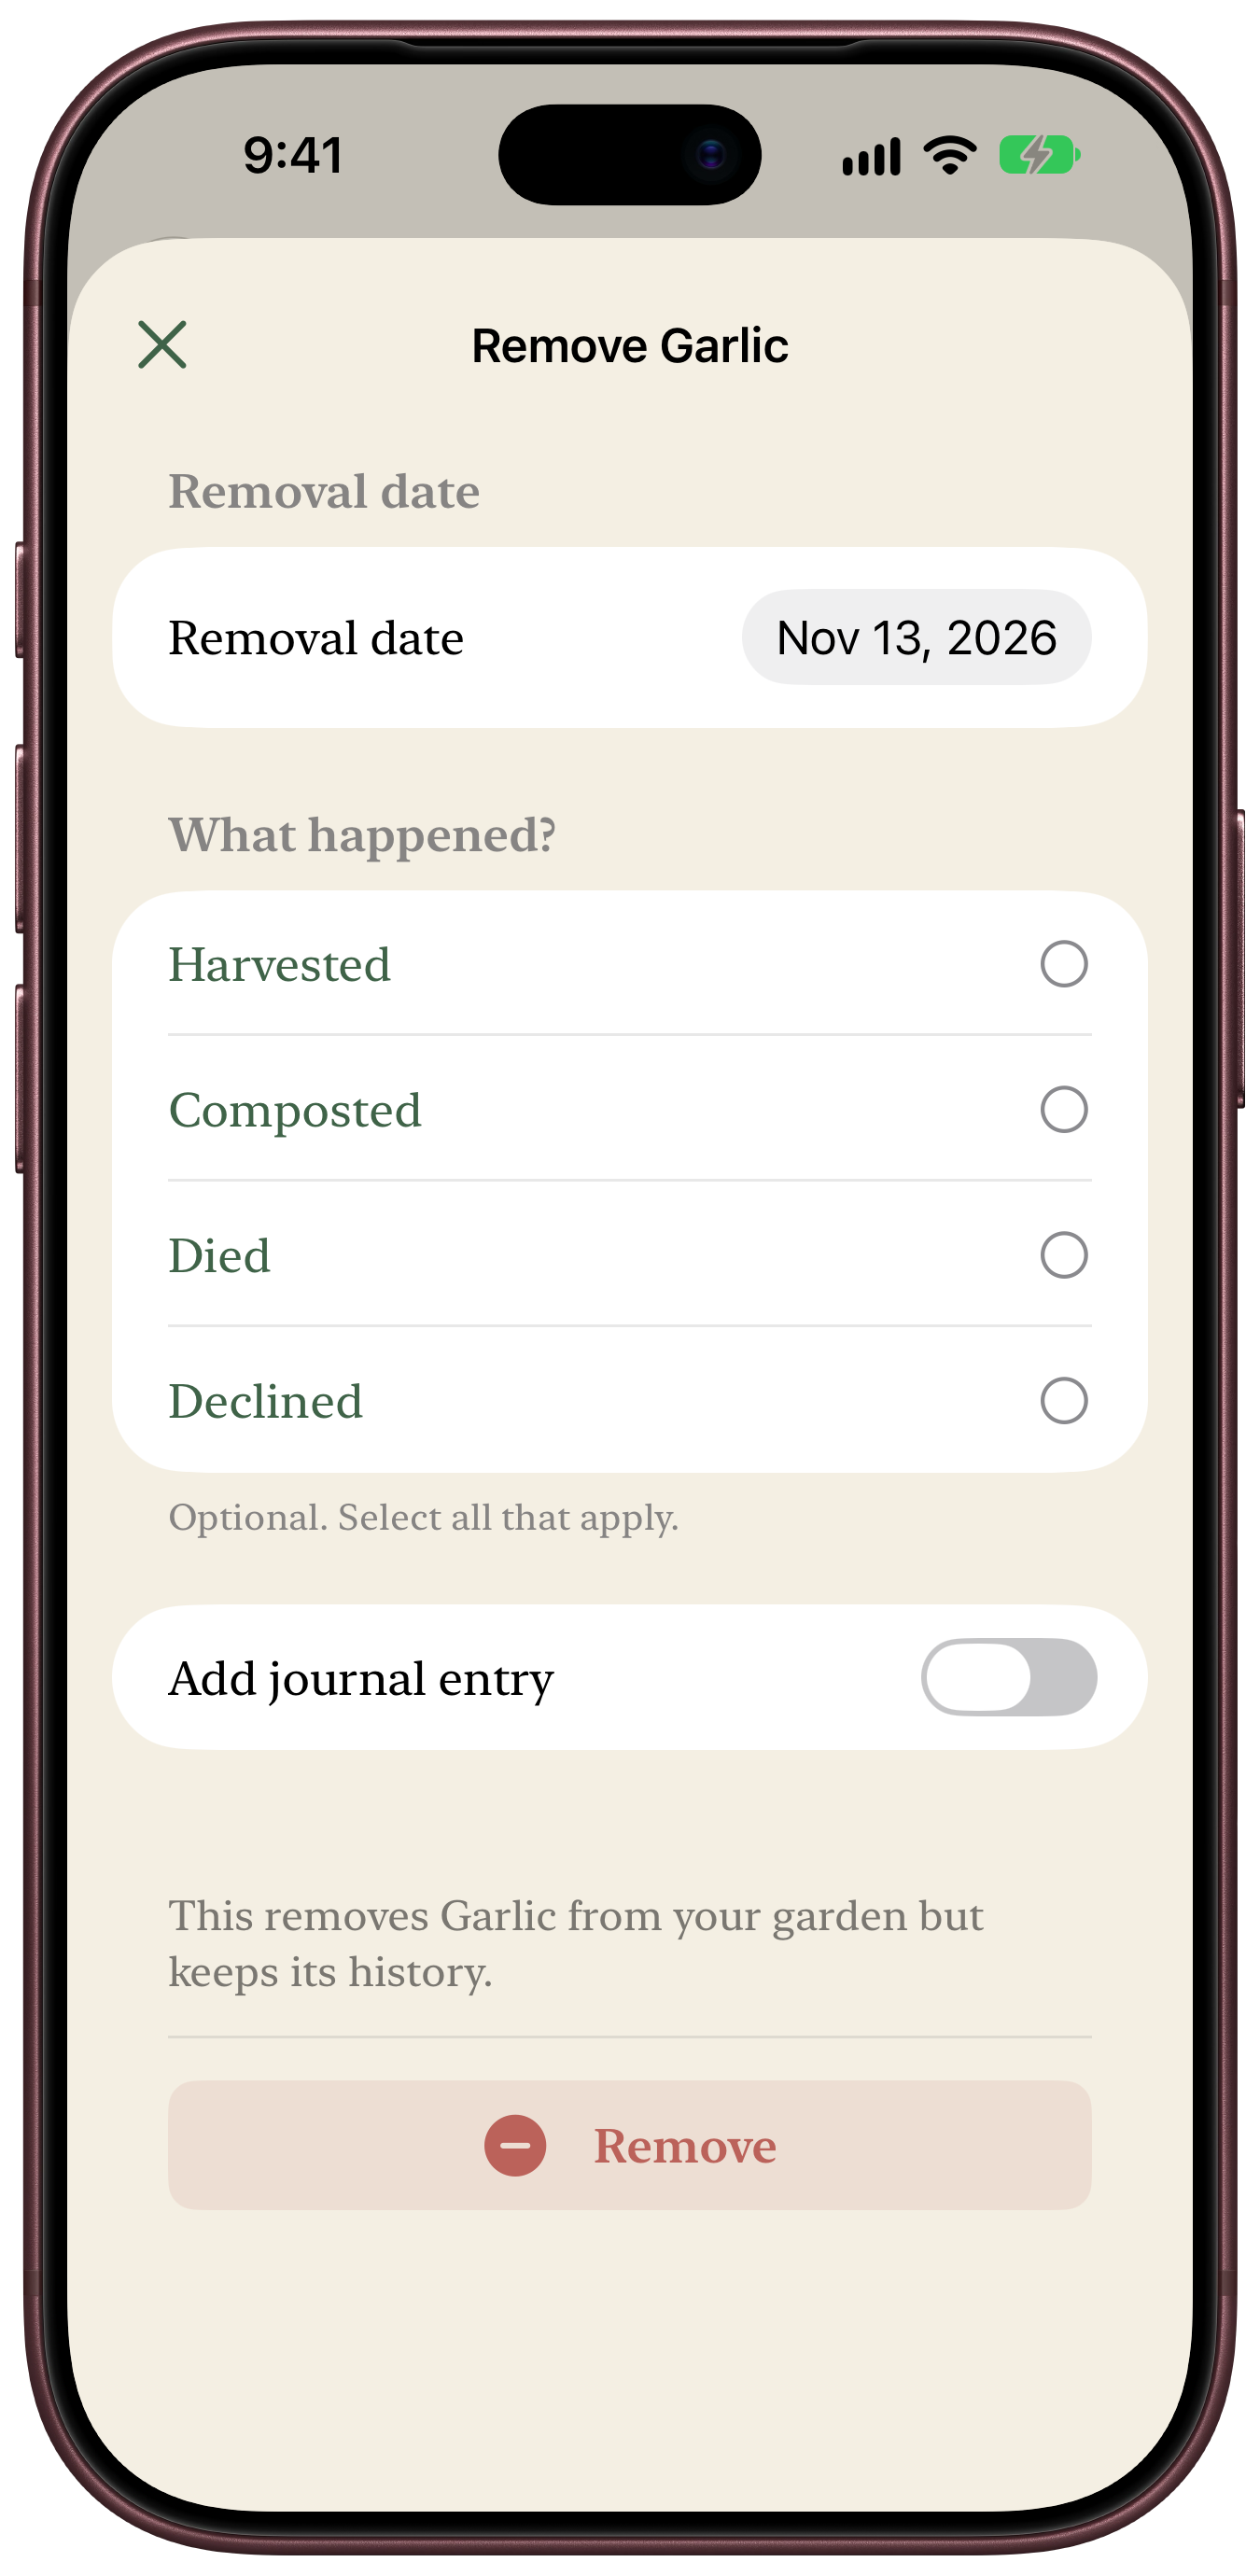 9:41
Remove Garlic
Removal date
Removal date Nov 13, 2026
What happened?
Harvested
Composted
Died
Declined
Optional. Select all that apply.
Add journal entry
This removes Garlic from your garden but
keeps its history.
Remove